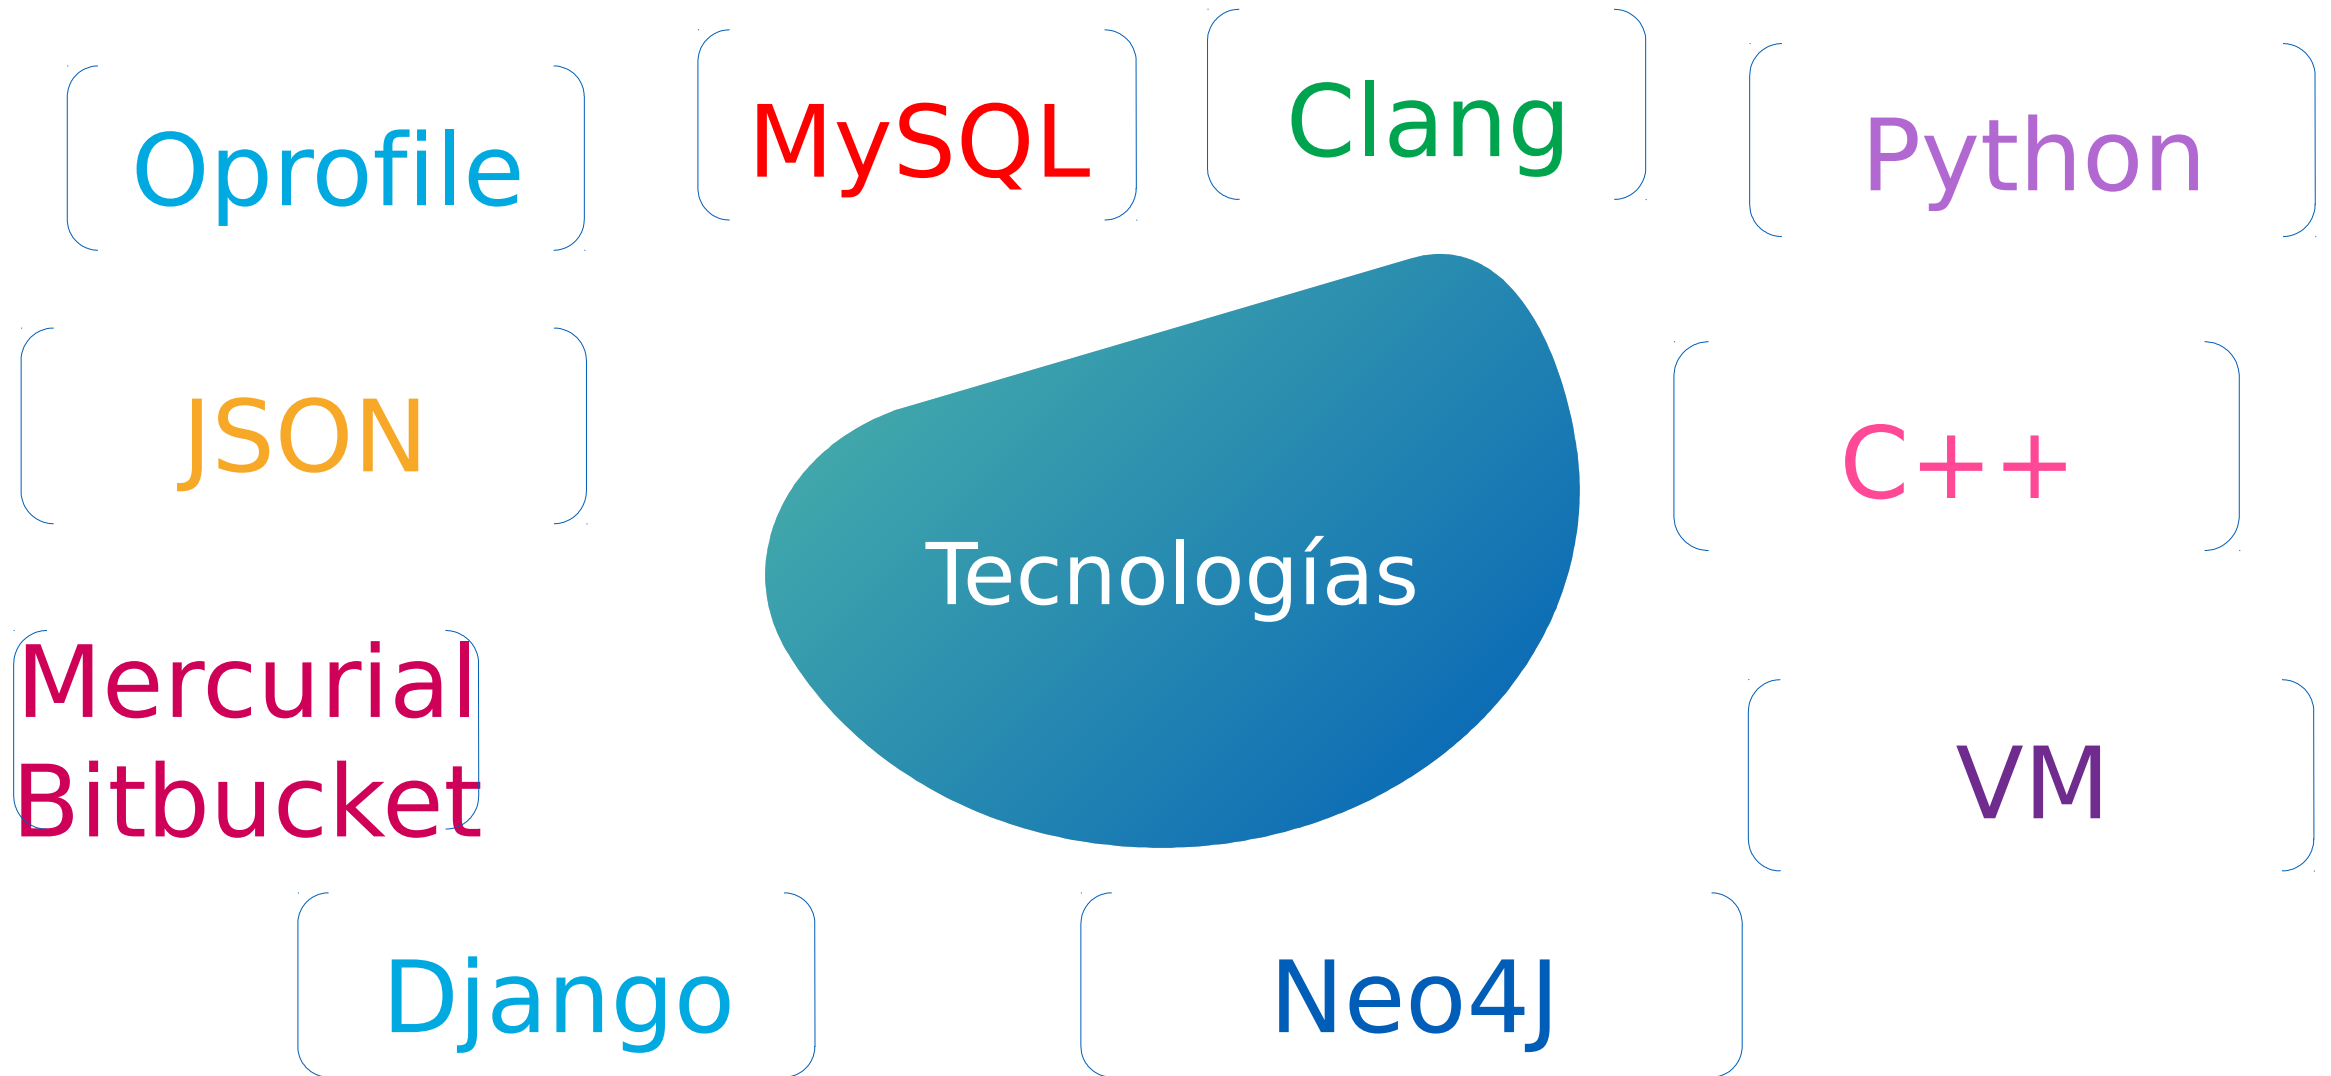 Oprofile
MySQL
Clang
Python
JSON
C++
Tecnologías
Mercurial
Bitbucket
VM
Django
Neo4J